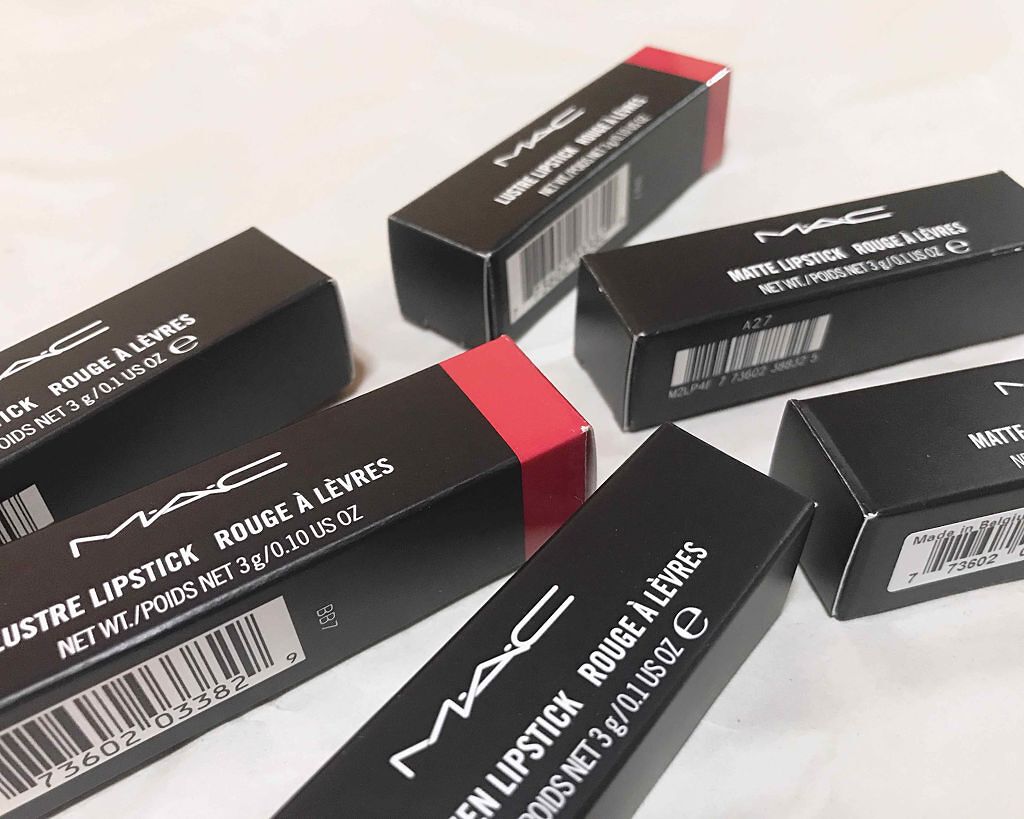 MAC
LUSTRE LIPSTICK ROUGE À LÈVRES
NET WT./POIDS NET 3 g/0.10 US OZ
MAC
MATTE LIPSTICK ROUGE À LÈVRES
NET WT./POIDS NET 3 g/0.1 US OZ e
A27
M2LP4F 7 73602 38832 5
MAC
STICK ROUGE À LÈVRES
POIDS NET 3 g/0.1 US OZ e
MATTE
Made in Belgi
7 73602
MAC
LUSTRE LIPSTICK ROUGE À LÈVRES
NET WT./POIDS NET 3 g/0.10 US OZ
BB7
73602 03382 9
MAC
EN LIPSTICK ROUGE À LÈVRES
POIDS NET 3 g/0.1 US OZ e